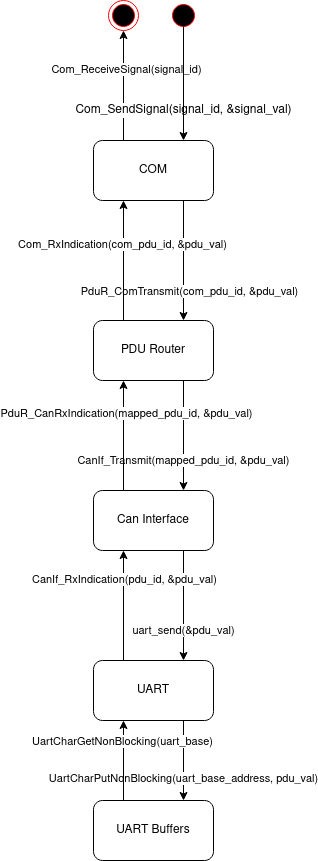 Com_ReceiveSignal(signal_id)
Com_SendSignal(signal_id, &signal_val)
COM
Com_RxIndication(com_pdu_id, &pdu_val)
PduR_ComTransmit(com_pdu_id, &pdu_val)
PDU Router
PduR_CanRxIndication(mapped_pdu_id, &pdu_val)
CanIf_Transmit(mapped_pdu_id, &pdu_val)
Can Interface
CanIf_RxIndication(pdu_id, &pdu_val)
uart_send(&pdu_val)
UART
UartCharGetNonBlocking(uart_base)
UartCharPutNonBlocking(uart_base_address, pdu_val)
UART Buffers